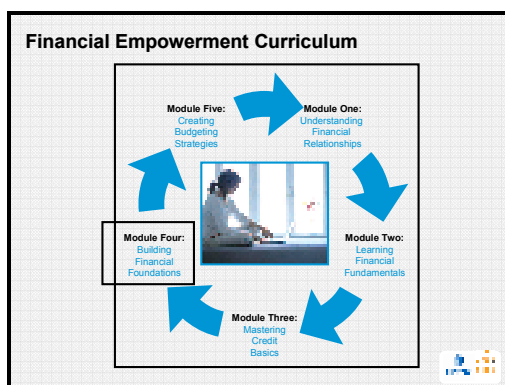 Financial Empowerment Curriculum
Module Five:
Creating
Budgeting
Strategies
Module One:
Understanding
Financial
Relationships
Module Four:
Building
Financial
Foundations
Module Two:
Learning
Financial
Fundamentals
Module Three:
Mastering
Credit
Basics